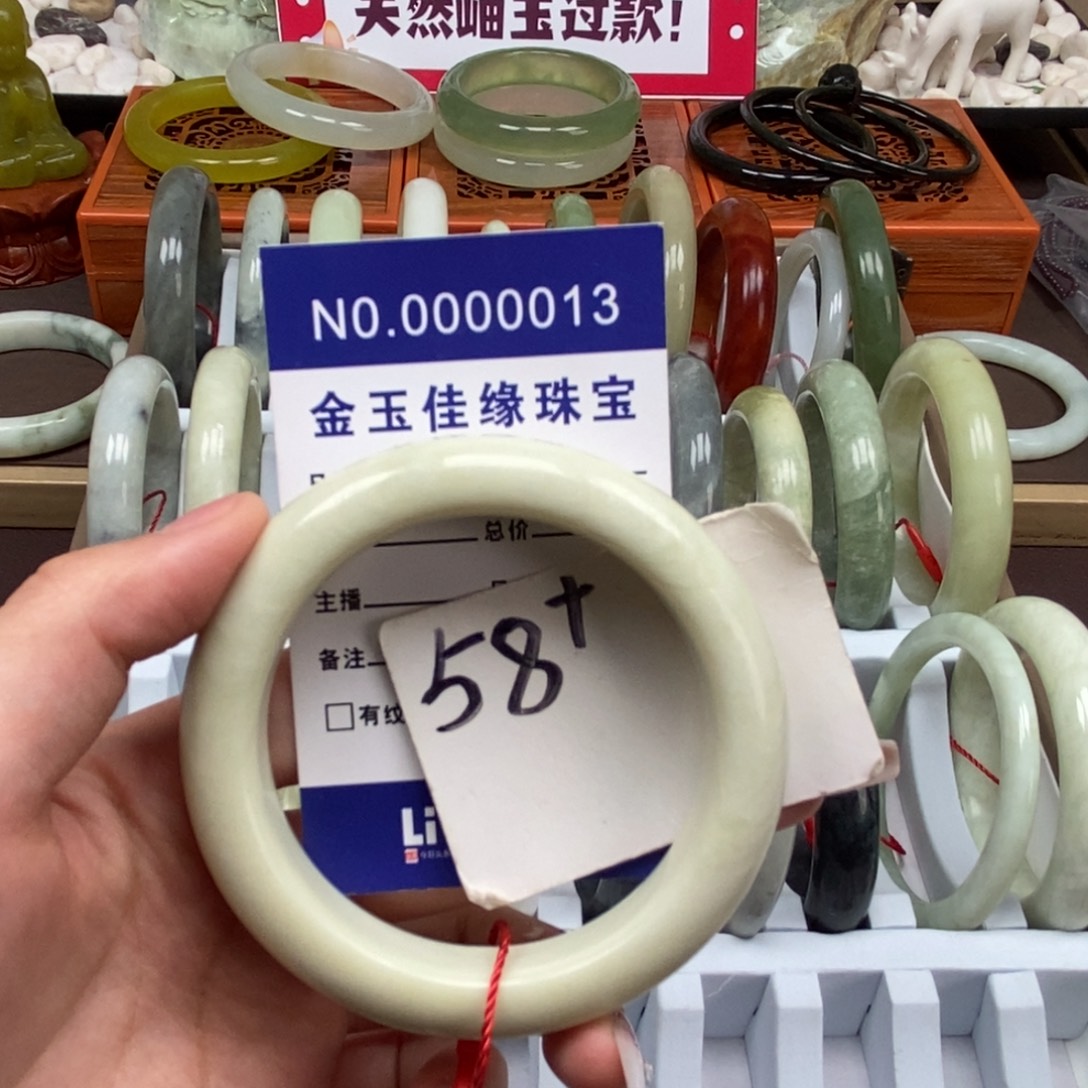 天然岫玉过款!
N0.0000013
金玉佳缘珠宝
总价
主播
备注
58+
有纹
Li